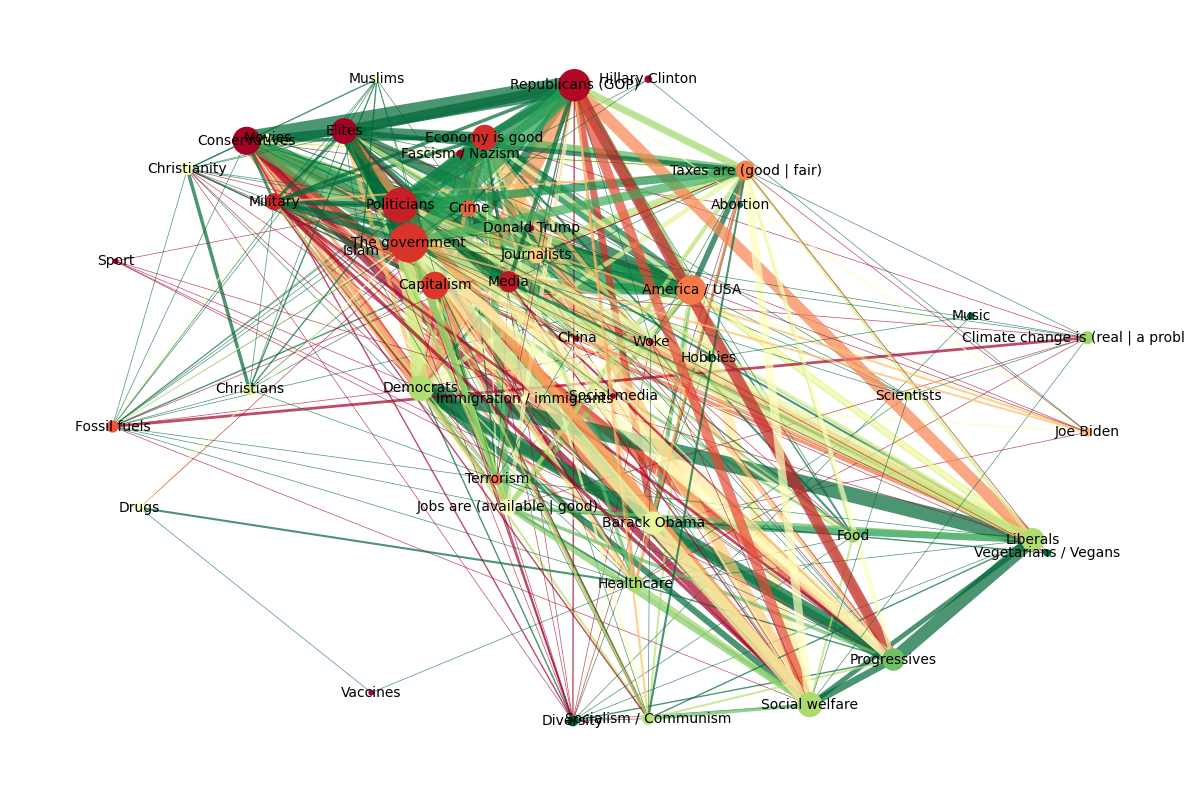 Muslims
Republicans (GOP)
Hillary Clinton
Conservatives
Movies
Elites
Economy is good
Fascism / Nazism
Christianity
Taxes are (good | fair)
Military
Politicians
Crime
Abortion
Donald Trump
The government
Islam
Journalists
Sport
Capitalism
Media
America / USA
Music
China
Woke
Climate change is (real | a probl
Hobbies
Christians
Democrats
Immigration / immigrants
Social media
Scientists
Fossil fuels
Joe Biden
Terrorism
Drugs
Jobs are (available | good)
Barack Obama
Food
Liberals
Vegetarians / Vegans
Healthcare
Progressives
Vaccines
Social welfare
Diversity
Socialism / Communism